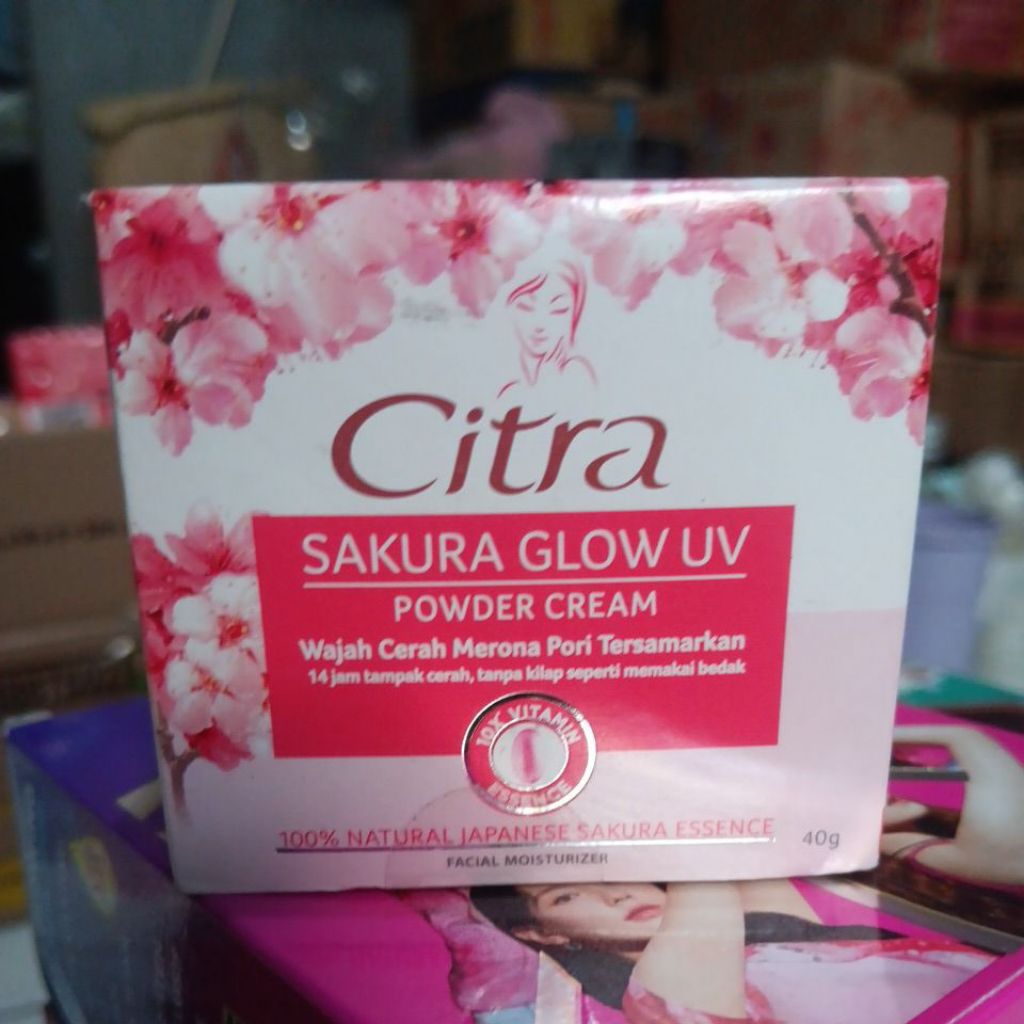 Citra
SAKURA GLOW UV
POWDER CREAM
Wajah Cerah Merona Pori Tersamarkan
14 jam tampak cerah, tanpa kilap seperti memakai bedak
10X VITAMIN
ESSENCE
100% NATURAL JAPANESE SAKURA ESSENCE
40g
FACIAL MOISTURIZER